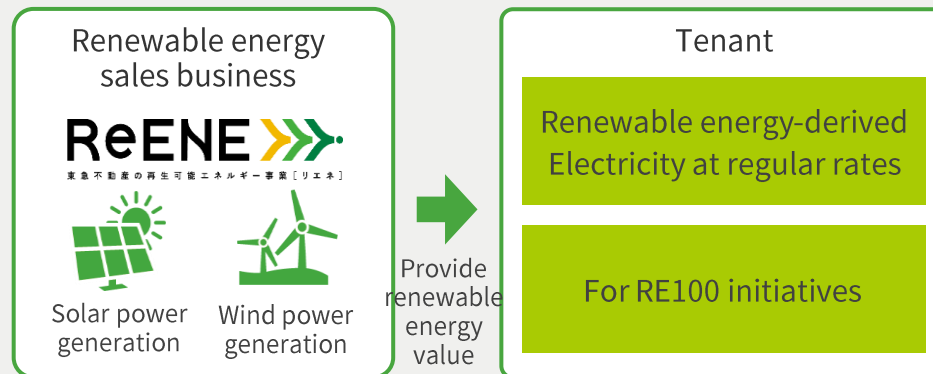 Renewable energy
sales business
ReENE
東急不動産の再生可能エネルギー事業[リエネ]
Solar power
generation
Wind power
generation
Provide
renewable
energy
value
Tenant
Renewable energy-derived
Electricity at regular rates
For RE100 initiatives